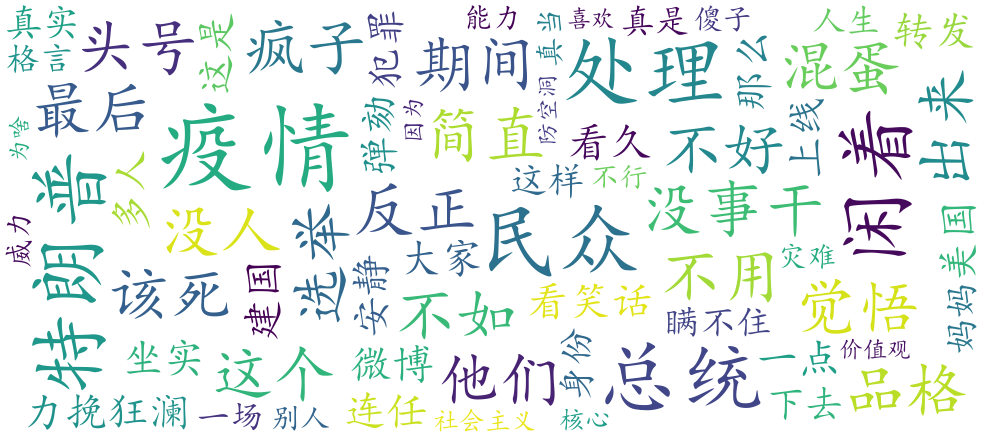 真实
格言
头号
这是
疯子
犯罪
期间
能力
喜欢
真是
傻子
真当
处理
那么
人生
混蛋
转发
最后
为啥
疫情
弹劾
因为
简直
防空洞
看久
不好
上线
闲着
出来
特朗普
多人
没人
反正
这样
不行
没事干
威力
该死
建国
选举
安静
大家
民众
不用
灾难
美国
不如
看笑话
瞒不住
觉悟
妈妈
坐实
这个
微博
他们
身份
总统
一点
价值观
品格
下去
力挽狂澜
一场
别人
连任
社会主义
核心